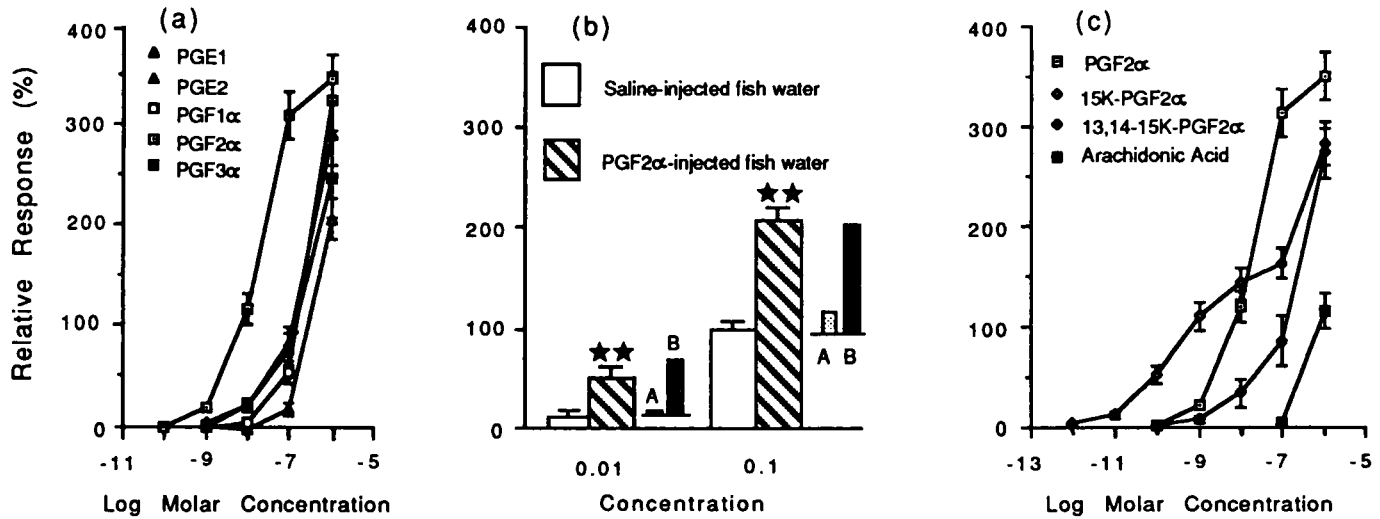 (a)
400
300
200
100
0
Relative Response (%)
PGE1
PGE2
PGF1α
PGF2α
PGF3α
-11 -9 -7 -5
Log Molar Concentration
(b)
400
300
200
100
0
Saline-injected fish water
PGF2α-injected fish water
★★
★★
A B
A B
0.01 0.1
Concentration
(c)
400
300
200
100
0
PGF2α
15K-PGF2α
13,14-15K-PGF2α
Arachidonic Acid
-13 -11 -9 -7 -5
Log Molar Concentration